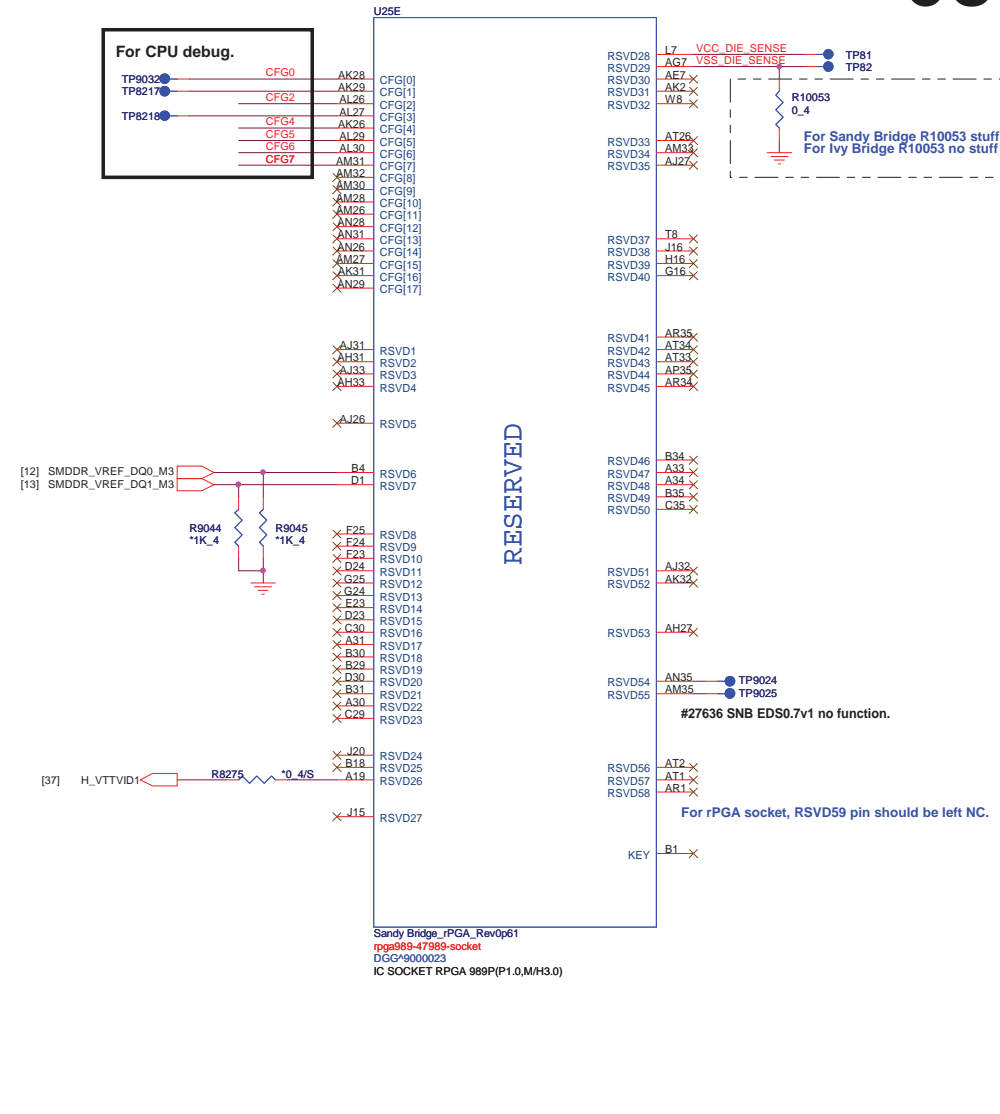 U25E
For CPU debug.
TP9032 CFG0 AK28 CFG[0]
TP8217 AK29 CFG[1]
CFG2 AL26 CFG[2]
TP8218 AL27 CFG[3]
CFG4 AK26 CFG[4]
CFG5 AL29 CFG[5]
CFG6 AL30 CFG[6]
CFG7 AM31 CFG[7]
AM32 CFG[8]
AM30 CFG[9]
AM28 CFG[10]
AM26 CFG[11]
AN28 CFG[12]
AN31 CFG[13]
AN26 CFG[14]
AM27 CFG[15]
AK31 CFG[16]
AN29 CFG[17]
AJ31 RSVD1
AH31 RSVD2
AJ33 RSVD3
AH33 RSVD4
AJ26 RSVD5
[12] SMDDR_VREF_DQ0_M3 B4 RSVD6
[13] SMDDR_VREF_DQ1_M3 D1 RSVD7
R9044 R9045
*1K_4 *1K_4
F25 RSVD8
F24 RSVD9
F23 RSVD10
D24 RSVD11
G25 RSVD12
G24 RSVD13
E23 RSVD14
D23 RSVD15
C30 RSVD16
A31 RSVD17
B30 RSVD18
B29 RSVD19
D30 RSVD20
B31 RSVD21
A30 RSVD22
C29 RSVD23
J20 RSVD24
B18 RSVD25
[37] H_VTTVID1 R8275 *0_4/S A19 RSVD26
J15 RSVD27
RESERVED
RSVD28 L7 VCC_DIE_SENSE TP81
RSVD29 AG7 VSS_DIE_SENSE TP82
RSVD30 AE7
RSVD31 AK2
RSVD32 W8
R10053
0_4
For Sandy Bridge R10053 stuff
For Ivy Bridge R10053 no stuff
RSVD33 AT26
RSVD34 AM33
RSVD35 AJ27
RSVD37 T8
RSVD38 J16
RSVD39 H16
RSVD40 G16
RSVD41 AR35
RSVD42 AT34
RSVD43 AT33
RSVD44 AP35
RSVD45 AR34
RSVD46 B34
RSVD47 A33
RSVD48 A34
RSVD49 B35
RSVD50 C35
RSVD51 AJ32
RSVD52 AK32
RSVD53 AH27
RSVD54 AN35 TP9024
RSVD55 AM35 TP9025
#27636 SNB EDS0.7v1 no function.
RSVD56 AT2
RSVD57 AT1
RSVD58 AR1
For rPGA socket, RSVD59 pin should be left NC.
KEY B1
Sandy Bridge_rPGA_Rev0p61
rpga989-47989-socket
DGG^9000023
IC SOCKET RPGA 989P(P1.0,M/H3.0)